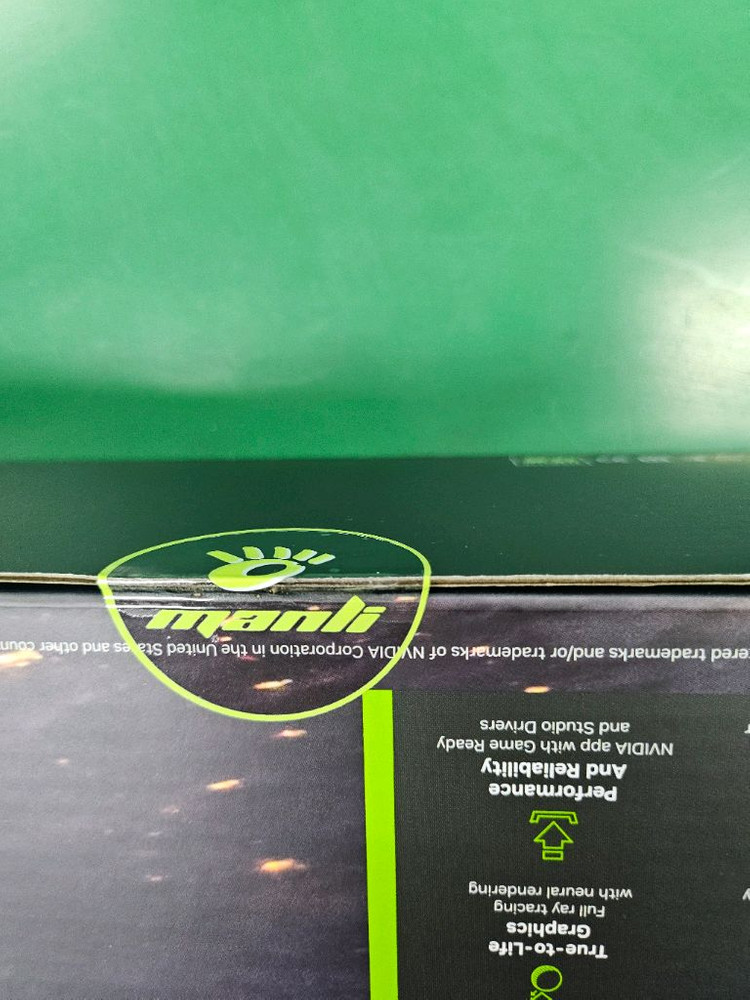 manli
ered trademarks and/or trademarks of NVIDIA Corporation in the United States and other coun
True-to-Life
Graphics
Full ray tracing
with neural rendering
Performance
And Reliability
NVIDIA app with Game Ready
and Studio Drivers